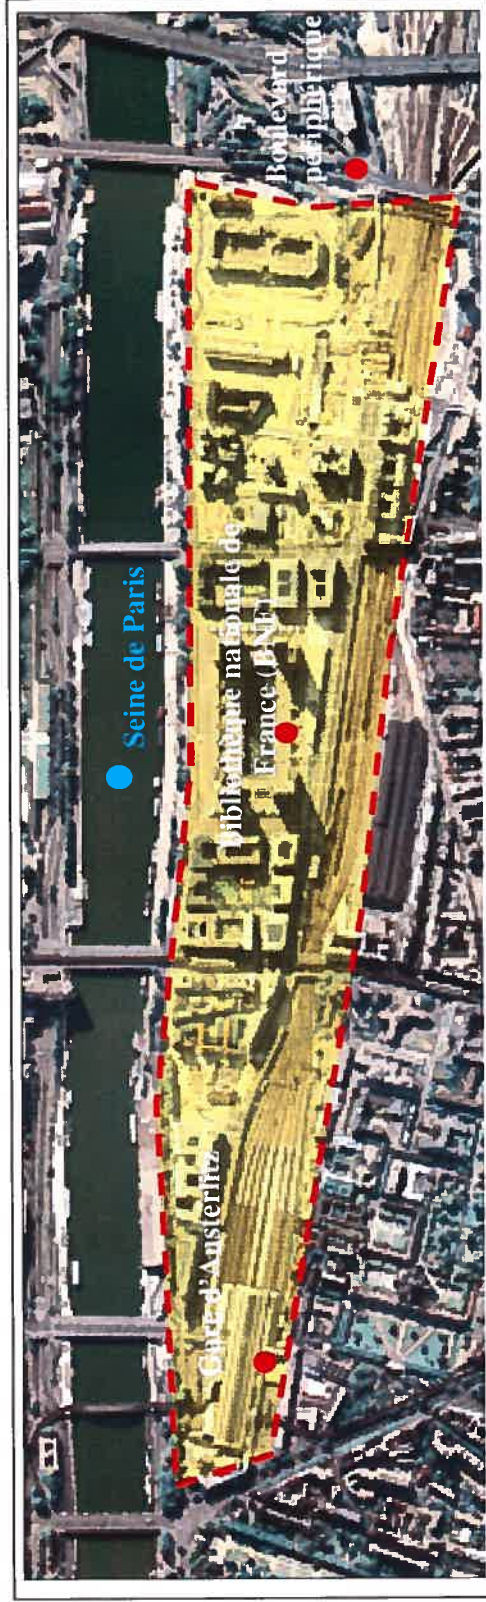 Seine de Paris
Gare d'Austerlitz
Bibliothèque nationale de
France (BNF)
Boulevard
périphérique